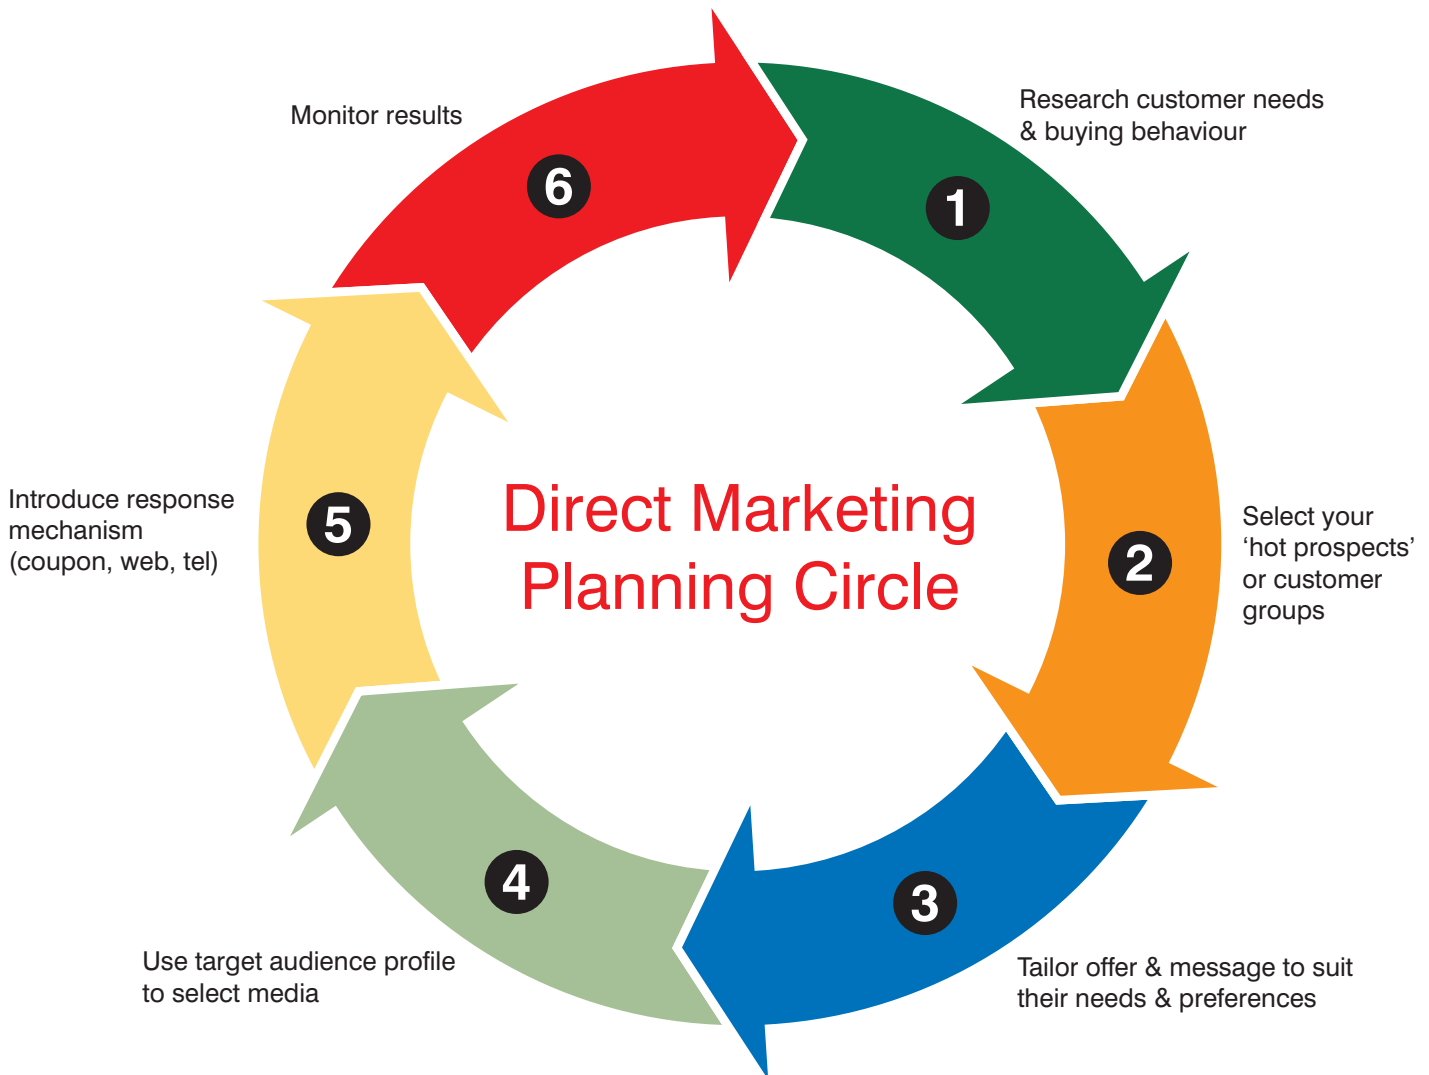 Direct Marketing
Planning Circle
1
Research customer needs
& buying behaviour
2
Select your
‘hot prospects’
or customer
groups
3
Tailor offer & message to suit
their needs & preferences
4
Use target audience profile
to select media
5
Introduce response
mechanism
(coupon, web, tel)
6
Monitor results